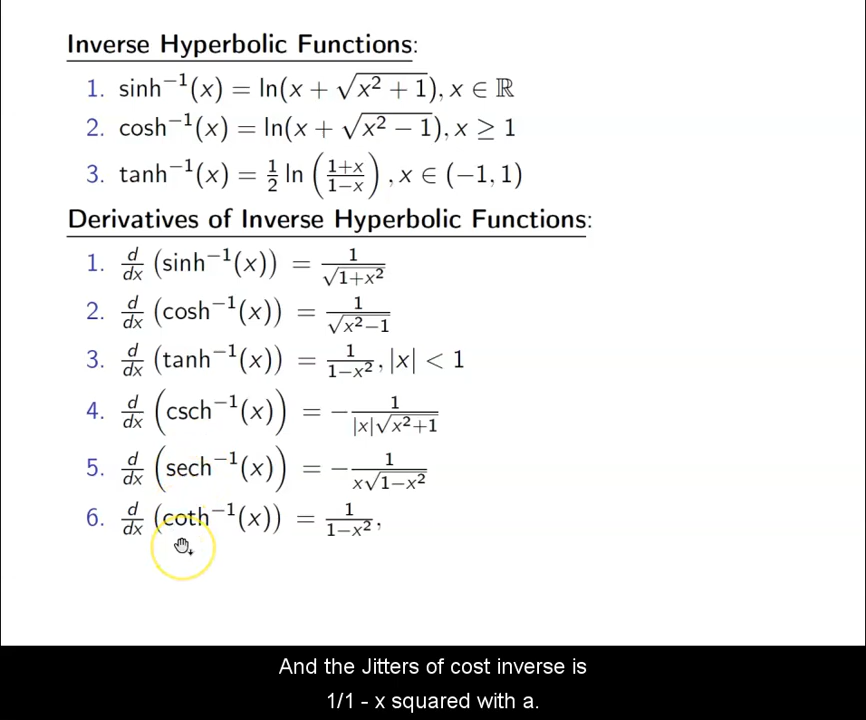 Inverse Hyperbolic Functions:
1. sinh⁻¹(x) = ln(x + √(x² + 1)), x ∈ ℝ
2. cosh⁻¹(x) = ln(x + √(x² − 1)), x ≥ 1
3. tanh⁻¹(x) = 1/2 ln((1+x)/(1−x)), x ∈ (−1, 1)
Derivatives of Inverse Hyperbolic Functions:
1. d/dx (sinh⁻¹(x)) = 1/√(1+x²)
2. d/dx (cosh⁻¹(x)) = 1/√(x²−1)
3. d/dx (tanh⁻¹(x)) = 1/(1−x²), |x| < 1
4. d/dx (csch⁻¹(x)) = −1/(|x|√(x²+1))
5. d/dx (sech⁻¹(x)) = −1/(x√(1−x²))
6. d/dx (coth⁻¹(x)) = 1/(1−x²),
And the Jitters of cost inverse is
1/1 - x squared with a.